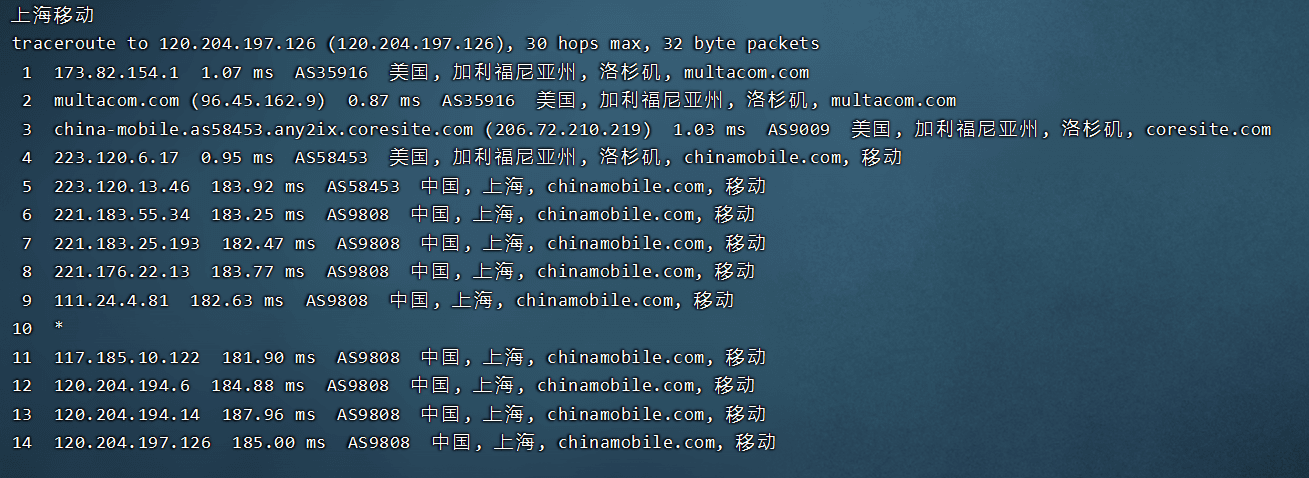 上海移动
traceroute to 120.204.197.126 (120.204.197.126), 30 hops max, 32 byte packets
1 173.82.154.1 1.07 ms AS35916 美国, 加利福尼亚州, 洛杉矶, multacom.com
2 multacom.com (96.45.162.9) 0.87 ms AS35916 美国, 加利福尼亚州, 洛杉矶, multacom.com
3 china-mobile.as58453.any2ix.coresite.com (206.72.210.219) 1.03 ms AS9009 美国, 加利福尼亚州, 洛杉矶, coresite.com
4 223.120.6.17 0.95 ms AS58453 美国, 加利福尼亚州, 洛杉矶, chinamobile.com, 移动
5 223.120.13.46 183.92 ms AS58453 中国, 上海, chinamobile.com, 移动
6 221.183.55.34 183.25 ms AS9808 中国, 上海, chinamobile.com, 移动
7 221.183.25.193 182.47 ms AS9808 中国, 上海, chinamobile.com, 移动
8 221.176.22.13 183.77 ms AS9808 中国, 上海, chinamobile.com, 移动
9 111.24.4.81 182.63 ms AS9808 中国, 上海, chinamobile.com, 移动
10 *
11 117.185.10.122 181.90 ms AS9808 中国, 上海, chinamobile.com, 移动
12 120.204.194.6 184.88 ms AS9808 中国, 上海, chinamobile.com, 移动
13 120.204.194.14 187.96 ms AS9808 中国, 上海, chinamobile.com, 移动
14 120.204.197.126 185.00 ms AS9808 中国, 上海, chinamobile.com, 移动